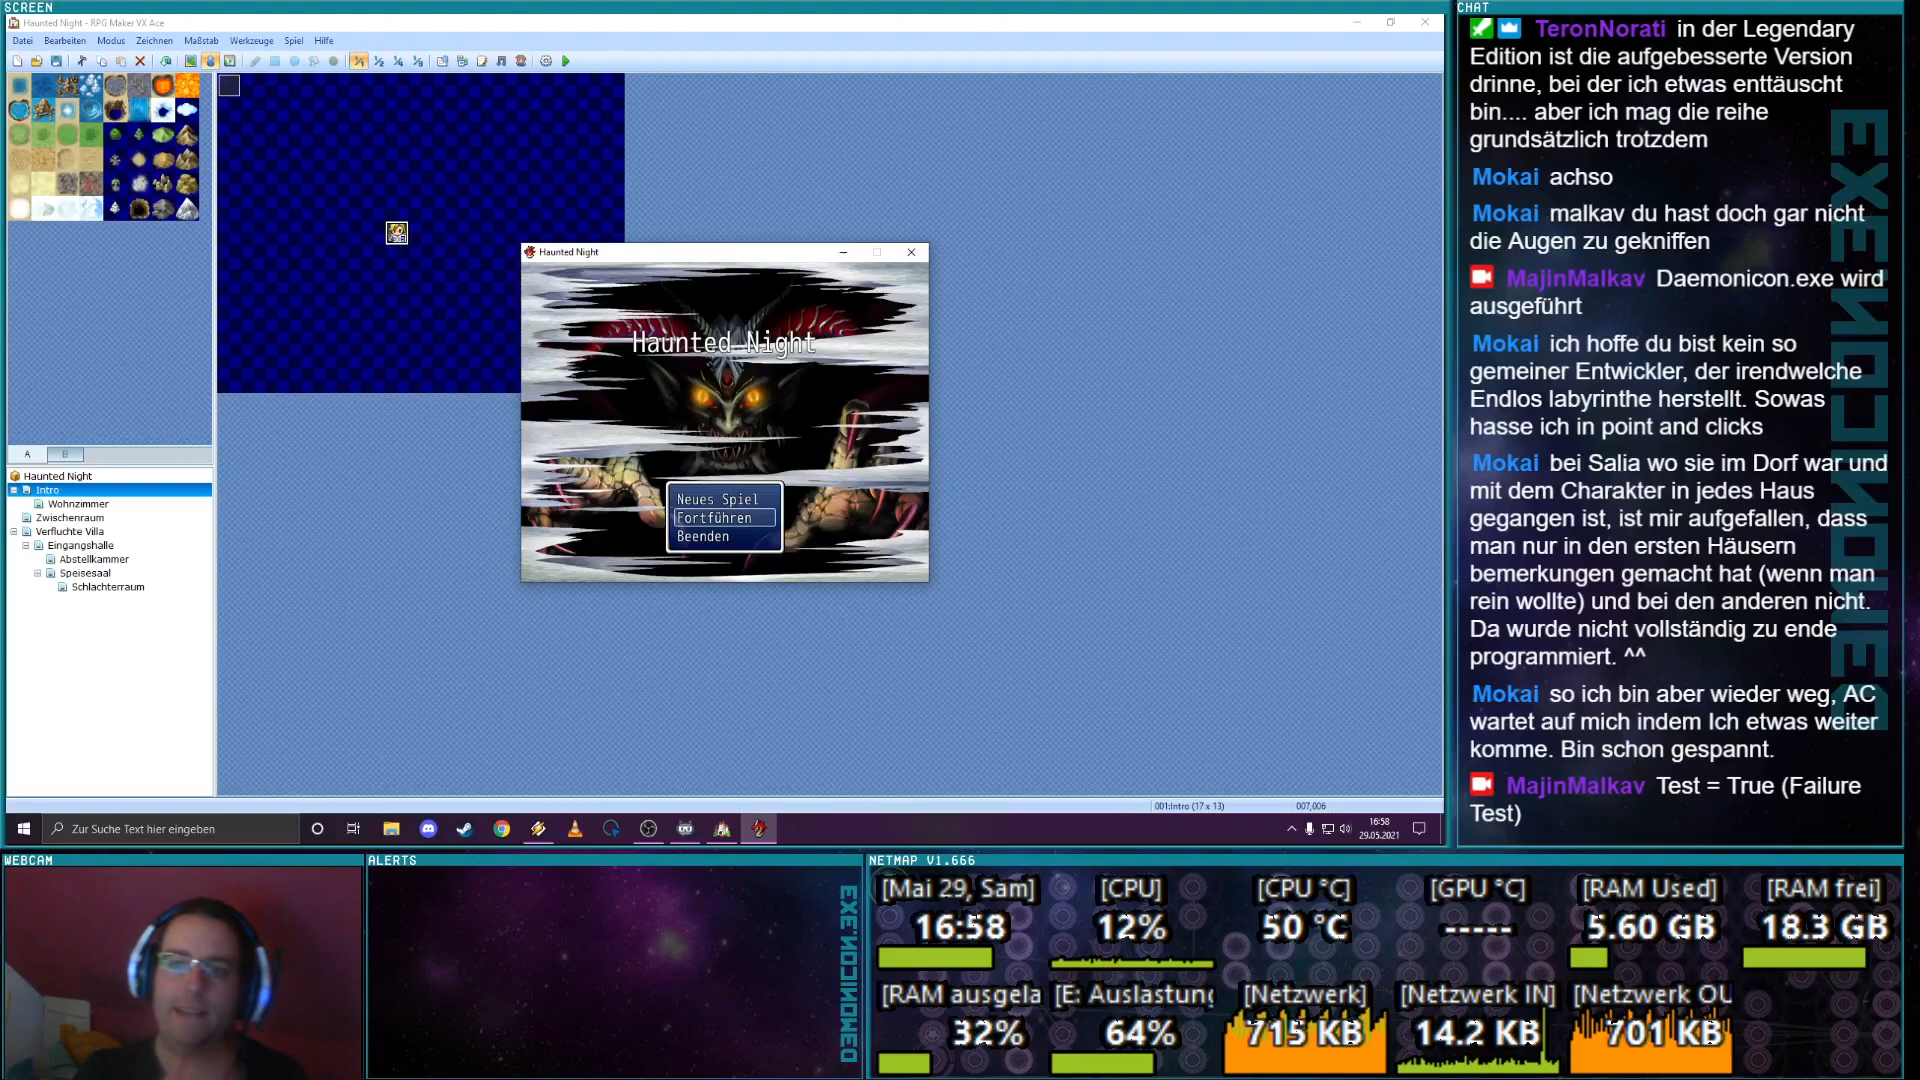 SCREEN
Haunted Night - RPG Maker VX Ace
Datei Bearbeiten Modus Zeichnen Maßstab Werkzeuge Spiel Hilfe
A B
Haunted Night
Intro
Wohnzimmer
Zwischenraum
Verfluchte Villa
Eingangshalle
Abstellkammer
Speisesaal
Schlachterraum
Haunted Night
Haunted Night
Neues Spiel
Fortführen
Beenden
001:Intro (17 x 13) 007,006
Zur Suche Text hier eingeben
16:58
29.05.2021
CHAT
TeronNorati in der Legendary
Edition ist die aufgebesserte Version
drinne, bei der ich etwas enttäuscht
bin.... aber ich mag die reihe
grundsätzlich trotzdem
Mokai achso
Mokai malkav du hast doch gar nicht
die Augen zu gekniffen
MajinMalkav Daemonicon.exe wird
ausgeführt
Mokai ich hoffe du bist kein so
gemeiner Entwickler, der irendwelche
Endlos labyrinthe herstellt. Sowas
hasse ich in point and clicks
Mokai bei Salia wo sie im Dorf war und
mit dem Charakter in jedes Haus
gegangen ist, ist mir aufgefallen, dass
man nur in den ersten Häusern
bemerkungen gemacht hat (wenn man
rein wollte) und bei den anderen nicht.
Da wurde nicht vollständig zu ende
programmiert. ^^
Mokai so ich bin aber wieder weg, AC
wartet auf mich indem Ich etwas weiter
komme. Bin schon gespannt.
MajinMalkav Test = True (Failure
Test)
WEBCAM
ALERTS
NETMAP V1.666
[Mai 29, Sam] [CPU] [CPU °C] [GPU °C] [RAM Used] [RAM frei]
16:58 12% 50 °C ----- 5.60 GB 18.3 GB
[RAM ausgela [E: Auslastung [Netzwerk] [Netzwerk IN] [Netzwerk OU
32% 64% 715 KB 14.2 KB 701 KB